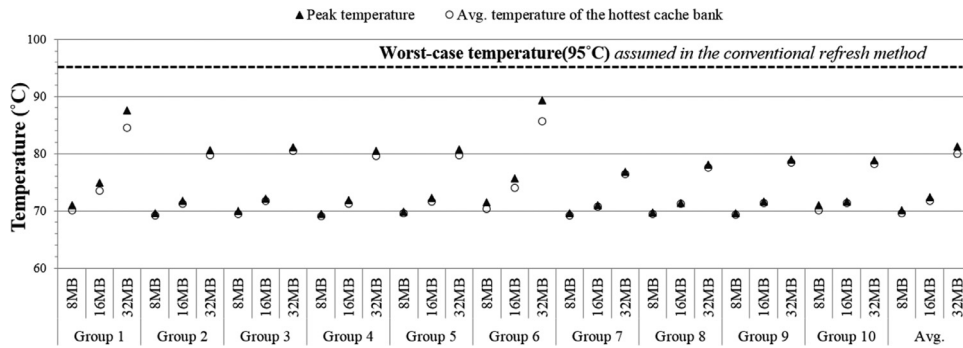 ▲ Peak temperature ○ Avg. temperature of the hottest cache bank
Worst-case temperature(95˚C) assumed in the conventional refresh method
Temperature (˚C)
100
90
80
70
60
8MB 16MB 32MB 8MB 16MB 32MB 8MB 16MB 32MB 8MB 16MB 32MB 8MB 16MB 32MB 8MB 16MB 32MB 8MB 16MB 32MB 8MB 16MB 32MB 8MB 16MB 32MB 8MB 16MB 32MB 8MB 16MB 32MB
Group 1 Group 2 Group 3 Group 4 Group 5 Group 6 Group 7 Group 8 Group 9 Group 10 Avg.